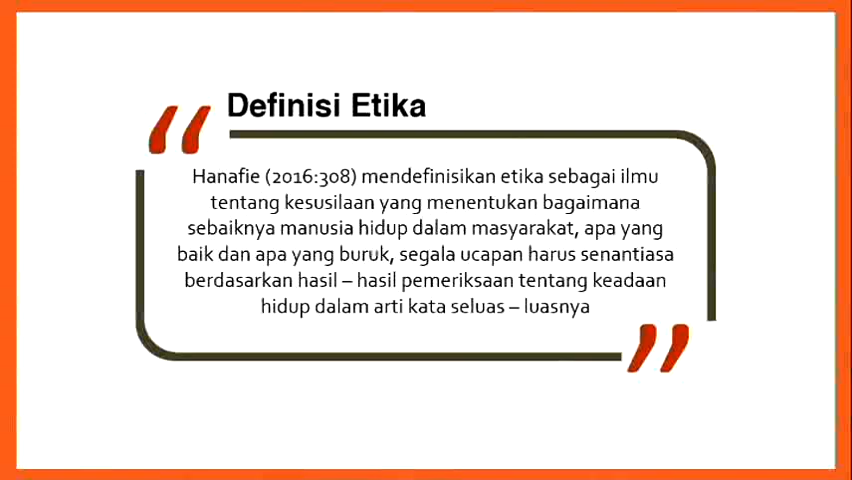 Definisi Etika
Hanafie (2016:308) mendefinisikan etika sebagai ilmu
tentang kesusilaan yang menentukan bagaimana
sebaiknya manusia hidup dalam masyarakat, apa yang
baik dan apa yang buruk, segala ucapan harus senantiasa
berdasarkan hasil – hasil pemeriksaan tentang keadaan
hidup dalam arti kata seluas – luasnya